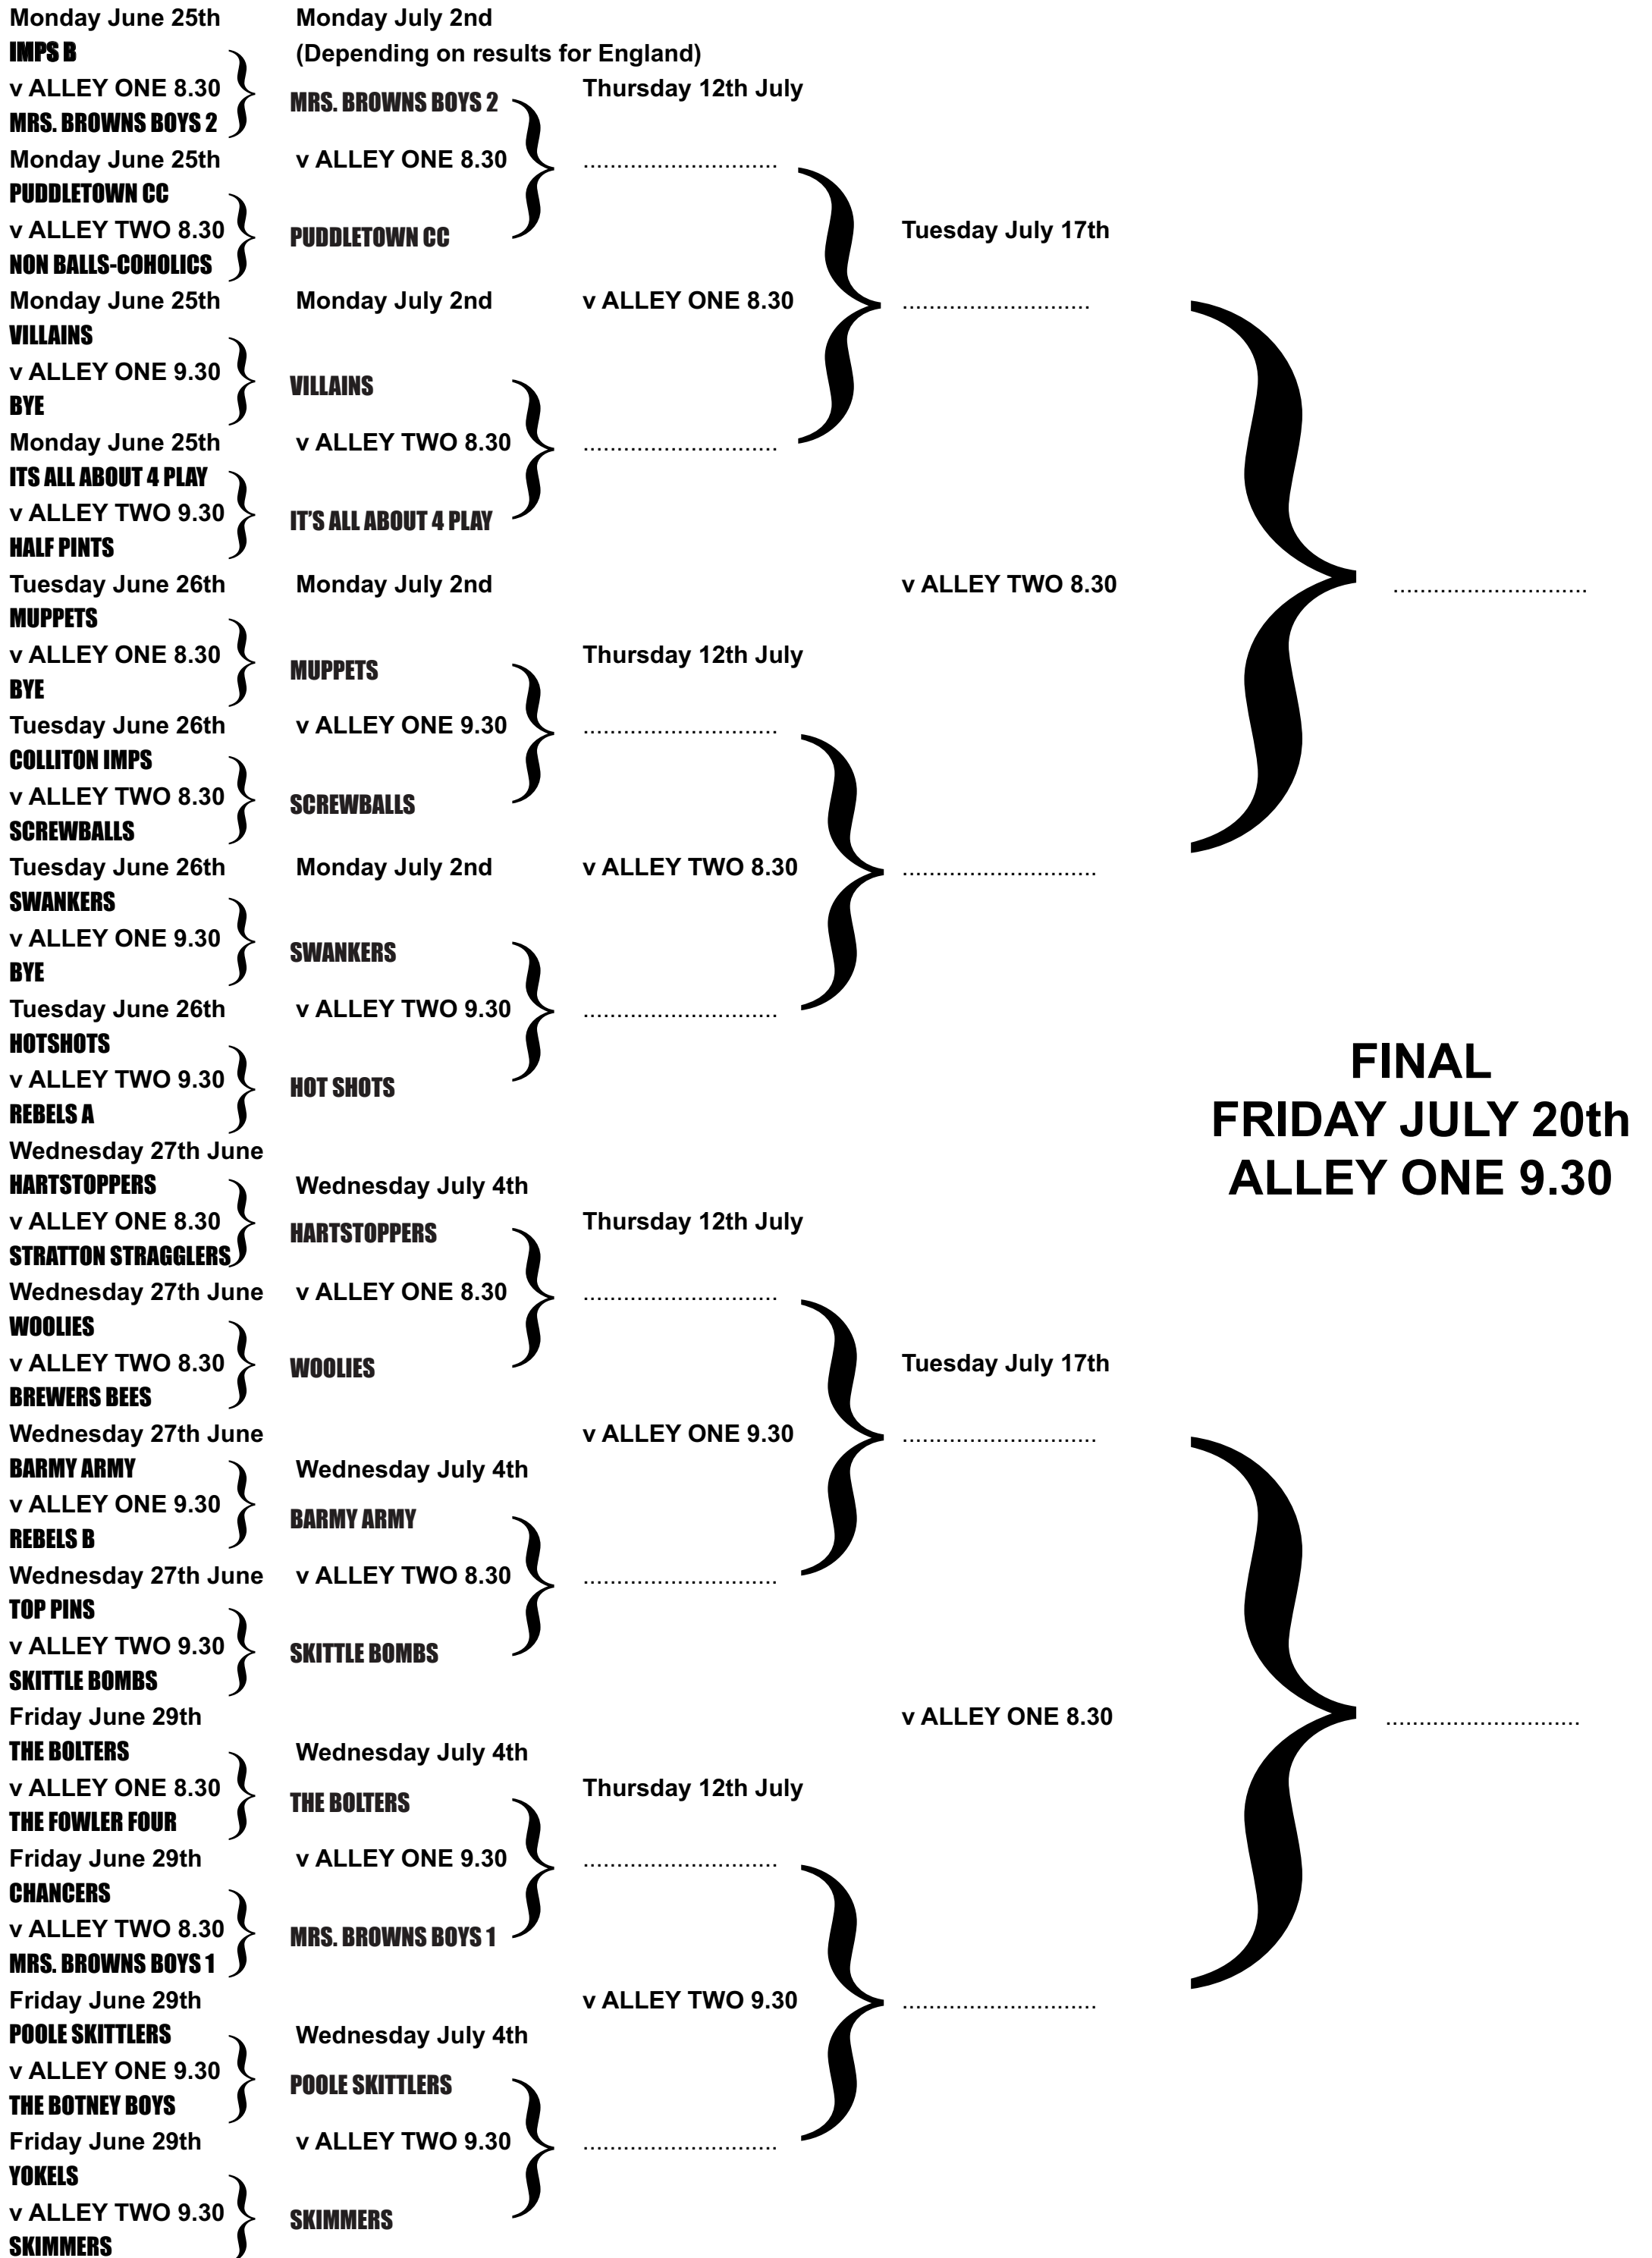 Monday June 25th
IMPS B
v ALLEY ONE 8.30
MRS. BROWNS BOYS 2
Monday June 25th
PUDDLETOWN CC
v ALLEY TWO 8.30
NON BALLS-COHOLICS
Monday June 25th
VILLAINS
v ALLEY ONE 9.30
BYE
Monday June 25th
ITS ALL ABOUT 4 PLAY
v ALLEY TWO 9.30
HALF PINTS
Tuesday June 26th
MUPPETS
v ALLEY ONE 8.30
BYE
Tuesday June 26th
COLLITON IMPS
v ALLEY TWO 8.30
SCREWBALLS
Tuesday June 26th
SWANKERS
v ALLEY ONE 9.30
BYE
Tuesday June 26th
HOTSHOTS
v ALLEY TWO 9.30
REBELS A
Wednesday 27th June
HARTSTOPPERS
v ALLEY ONE 8.30
STRATTON STRAGGLERS
Wednesday 27th June
WOOLIES
v ALLEY TWO 8.30
BREWERS BEES
Wednesday 27th June
BARMY ARMY
v ALLEY ONE 9.30
REBELS B
Wednesday 27th June
TOP PINS
v ALLEY TWO 9.30
SKITTLE BOMBS
Friday June 29th
THE BOLTERS
v ALLEY ONE 8.30
THE FOWLER FOUR
Friday June 29th
CHANCERS
v ALLEY TWO 8.30
MRS. BROWNS BOYS 1
Friday June 29th
POOLE SKITTLERS
v ALLEY ONE 9.30
THE BOTNEY BOYS
Friday June 29th
YOKELS
v ALLEY TWO 9.30
SKIMMERS
Monday July 2nd
(Depending on results for England)
MRS. BROWNS BOYS 2
v ALLEY ONE 8.30
PUDDLETOWN CC
Monday July 2nd
VILLAINS
v ALLEY TWO 8.30
IT'S ALL ABOUT 4 PLAY
Monday July 2nd
MUPPETS
v ALLEY ONE 9.30
SCREWBALLS
Monday July 2nd
SWANKERS
v ALLEY TWO 9.30
HOT SHOTS
Wednesday July 4th
HARTSTOPPERS
v ALLEY ONE 8.30
WOOLIES
Wednesday July 4th
BARMY ARMY
v ALLEY TWO 8.30
SKITTLE BOMBS
Wednesday July 4th
THE BOLTERS
v ALLEY ONE 9.30
MRS. BROWNS BOYS 1
Wednesday July 4th
POOLE SKITTLERS
v ALLEY TWO 9.30
SKIMMERS
Thursday 12th July
.............................
v ALLEY ONE 8.30
.............................
Thursday 12th July
.............................
v ALLEY TWO 8.30
.............................
Thursday 12th July
.............................
v ALLEY ONE 9.30
.............................
Thursday 12th July
.............................
v ALLEY TWO 9.30
.............................
Tuesday July 17th
............................
v ALLEY TWO 8.30
.............................
Tuesday July 17th
.............................
v ALLEY ONE 8.30
.............................
.............................
FINAL
FRIDAY JULY 20th
ALLEY ONE 9.30
.............................